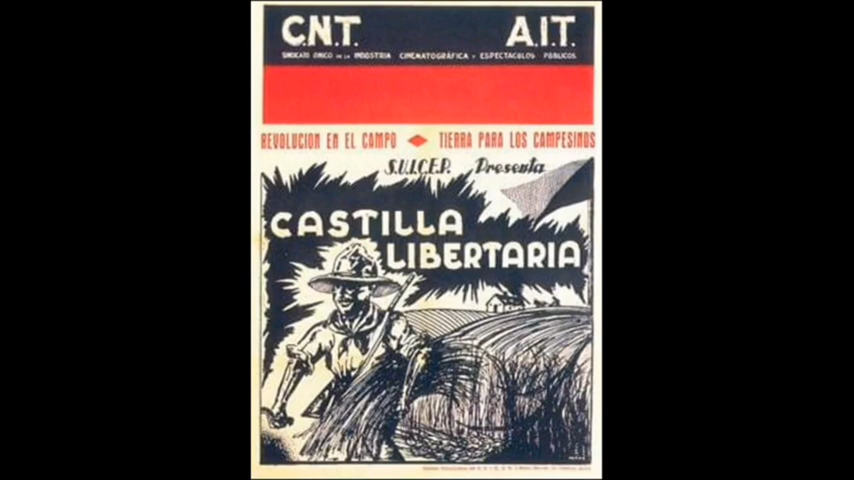 C.N.T. A.I.T.
SINDICATO ÚNICO DE LA INDUSTRIA CINEMATOGRÁFICA Y ESPECTÁCULOS PÚBLICOS
REVOLUCION EN EL CAMPO TIERRA PARA LOS CAMPESINOS
S.U.I.C.E.P. Presenta
CASTILLA
LIBERTARIA